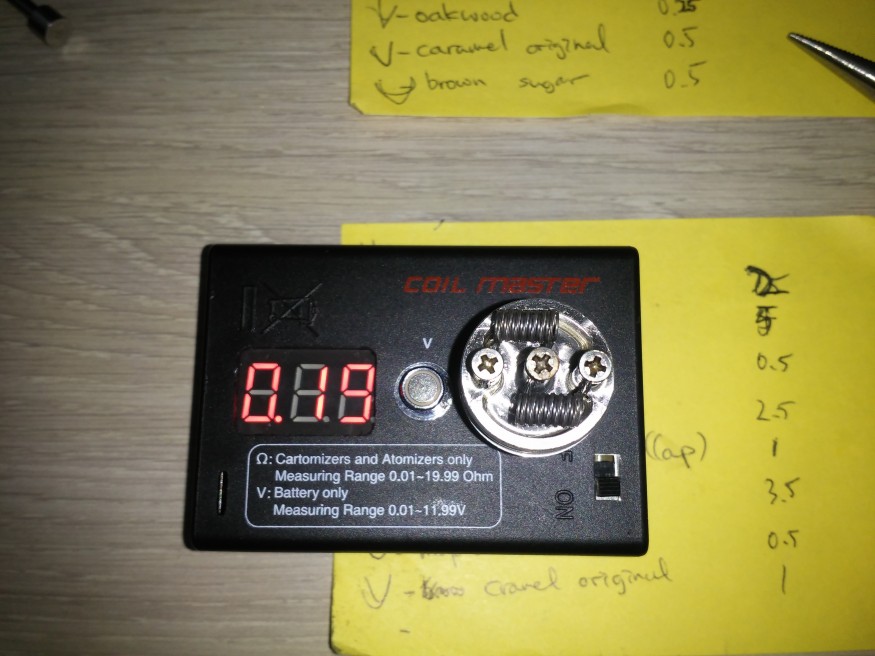 V-oakwood 0.25
V-caramel original 0.5
brown sugar 0.5
COIL MASTER
V
0.19
Ω: Cartomizers and Atomizers only
Measuring Range 0.01~19.99 Ohm
V: Battery only
Measuring Range 0.01~11.99V
ON
5
0.5
2.5
(cap) 1
3.5
0.5
V - cramel original 1